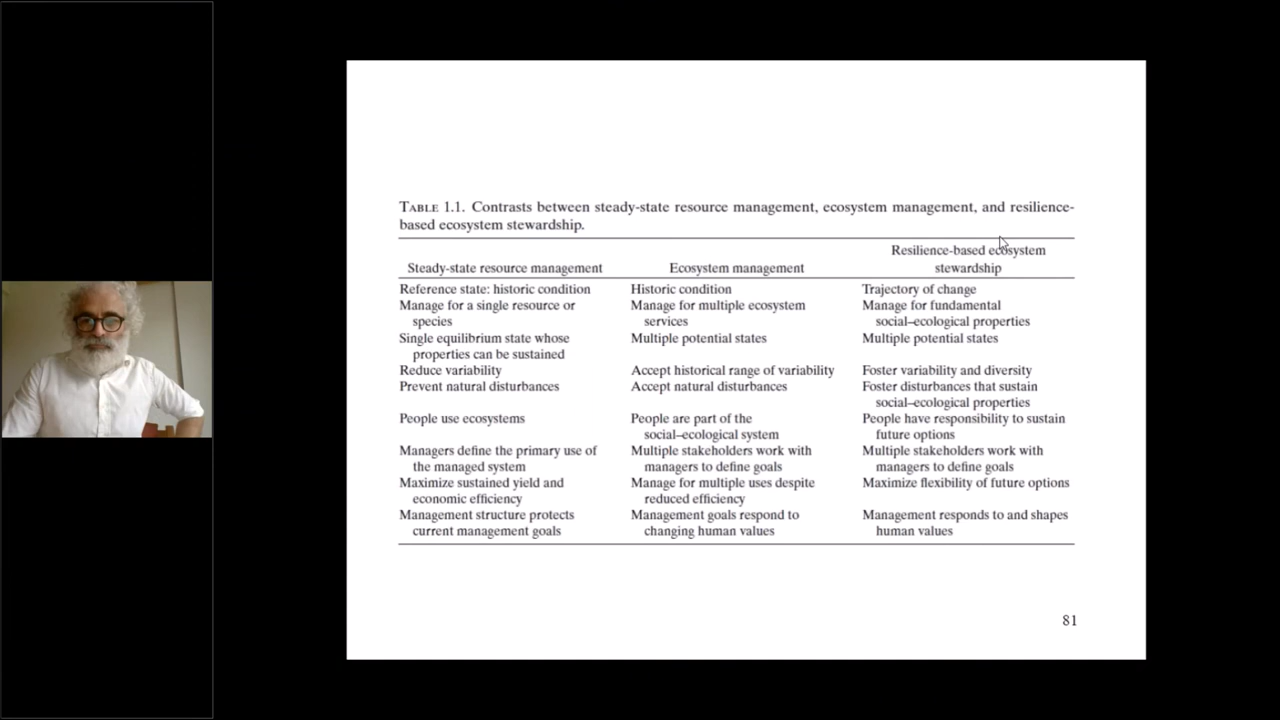 TABLE 1.1. Contrasts between steady-state resource management, ecosystem management, and resilience-
based ecosystem stewardship.
Steady-state resource management
Ecosystem management
Resilience-based ecosystem
stewardship
Reference state: historic condition
Historic condition
Trajectory of change
Manage for a single resource or
species
Manage for multiple ecosystem
services
Manage for fundamental
social–ecological properties
Single equilibrium state whose
properties can be sustained
Multiple potential states
Multiple potential states
Reduce variability
Accept historical range of variability
Foster variability and diversity
Prevent natural disturbances
Accept natural disturbances
Foster disturbances that sustain
social–ecological properties
People use ecosystems
People are part of the
social–ecological system
People have responsibility to sustain
future options
Managers define the primary use of
the managed system
Multiple stakeholders work with
managers to define goals
Multiple stakeholders work with
managers to define goals
Maximize sustained yield and
economic efficiency
Manage for multiple uses despite
reduced efficiency
Maximize flexibility of future options
Management structure protects
current management goals
Management goals respond to
changing human values
Management responds to and shapes
human values
81